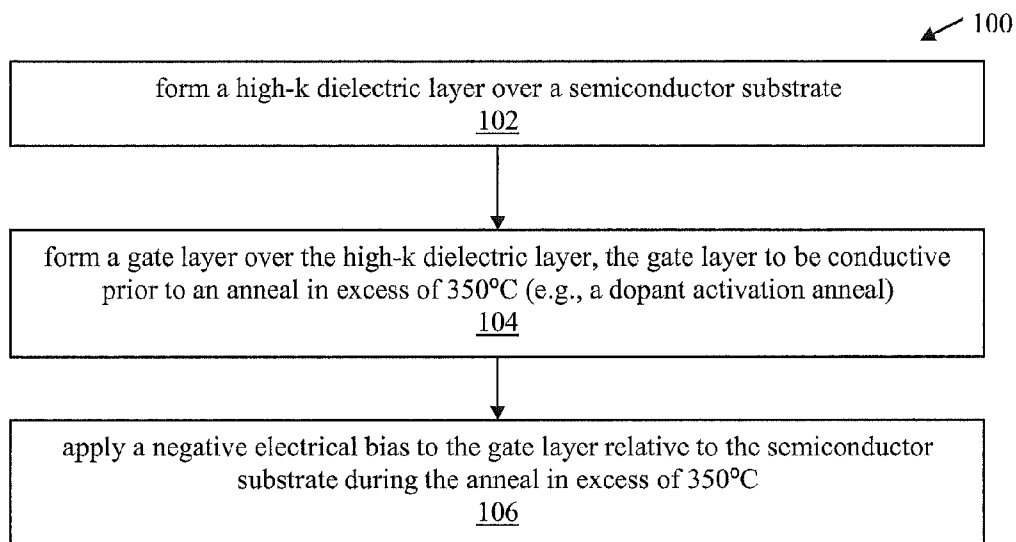 100
form a high-k dielectric layer over a semiconductor substrate
102
form a gate layer over the high-k dielectric layer, the gate layer to be conductive
prior to an anneal in excess of 350°C (e.g., a dopant activation anneal)
104
apply a negative electrical bias to the gate layer relative to the semiconductor
substrate during the anneal in excess of 350°C
106